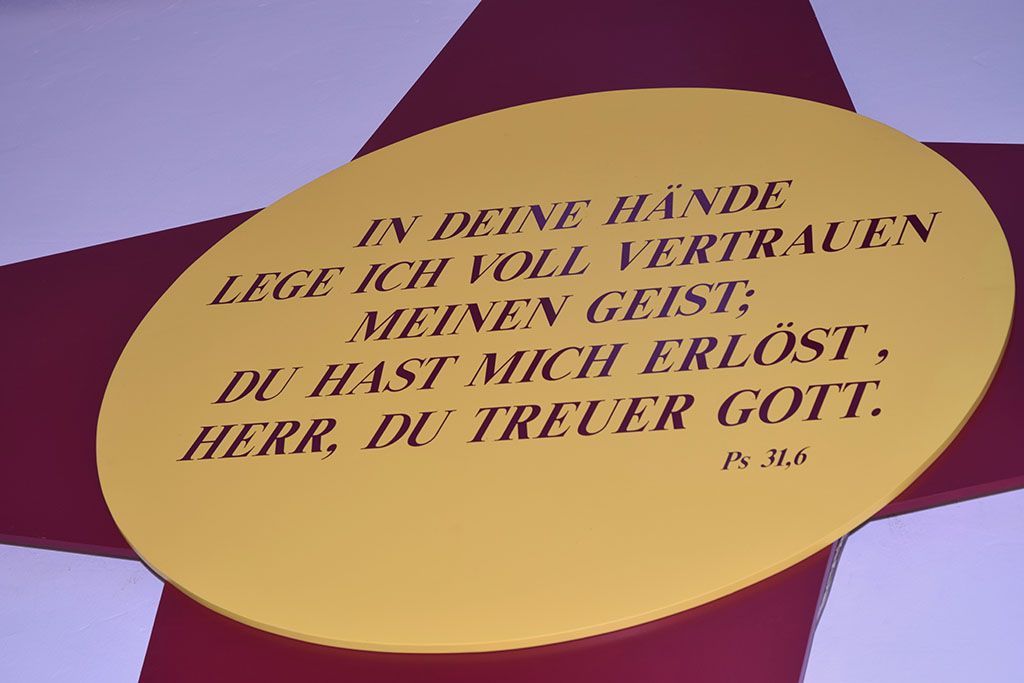 IN DEINE HÄNDE
LEGE ICH VOLL VERTRAUEN
MEINEN GEIST;
DU HAST MICH ERLÖST ,
HERR, DU TREUER GOTT.
Ps 31,6